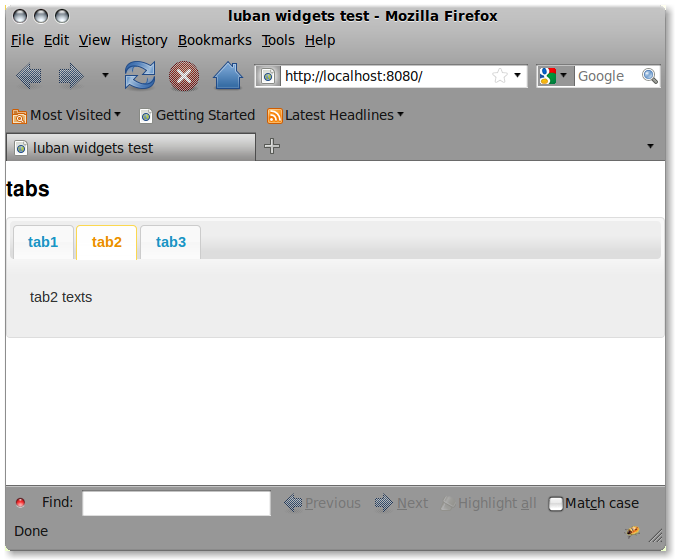 luban widgets test - Mozilla Firefox
File Edit View History Bookmarks Tools Help
http://localhost:8080/ Google
Most Visited Getting Started Latest Headlines
luban widgets test
tabs
tab1 tab2 tab3
tab2 texts
Find: Previous Next Highlight all Match case
Done